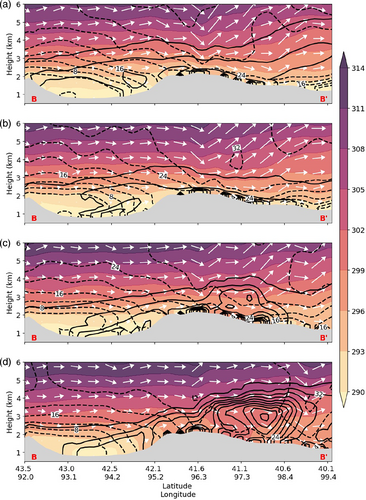 (a)
6
5
4
3
2
1
Height (km)
8
16
24
16
B
B'
(b)
6
5
4
3
2
1
Height (km)
16
24
32
24
B
B'
(c)
6
5
4
3
2
1
Height (km)
24
16
8
16
16
B
B'
(d)
6
5
4
3
2
1
Height (km)
16
8
32
24
B
B'
43.5 43.0 42.5 42.1 41.6 41.1 40.6 40.1
92.0 93.1 94.2 95.2 96.3 97.3 98.4 99.4
Latitude
Longitude
314
311
308
305
302
299
296
293
290